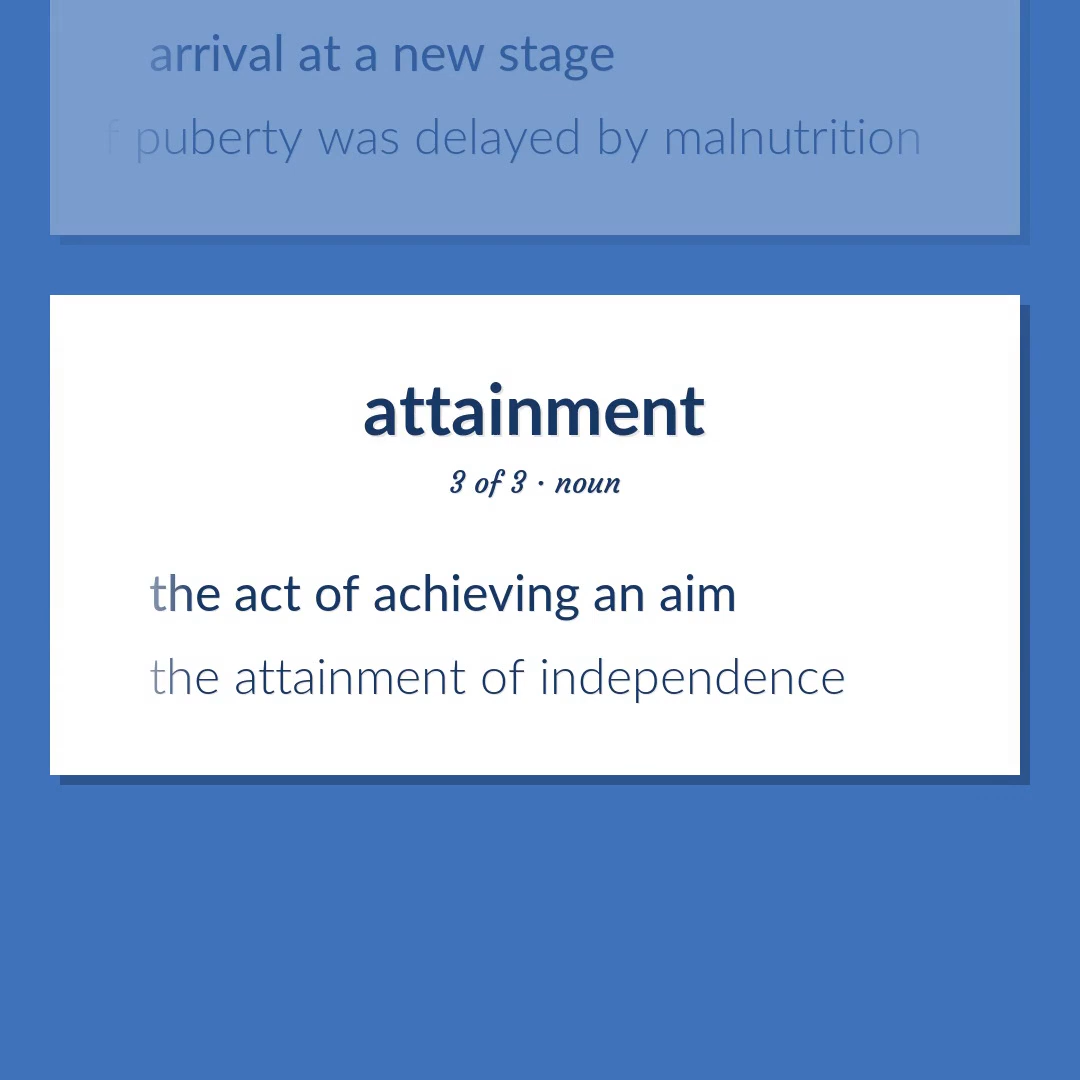 arrival at a new stage
f puberty was delayed by malnutrition
attainment
3 of 3 · noun
the act of achieving an aim
the attainment of independence